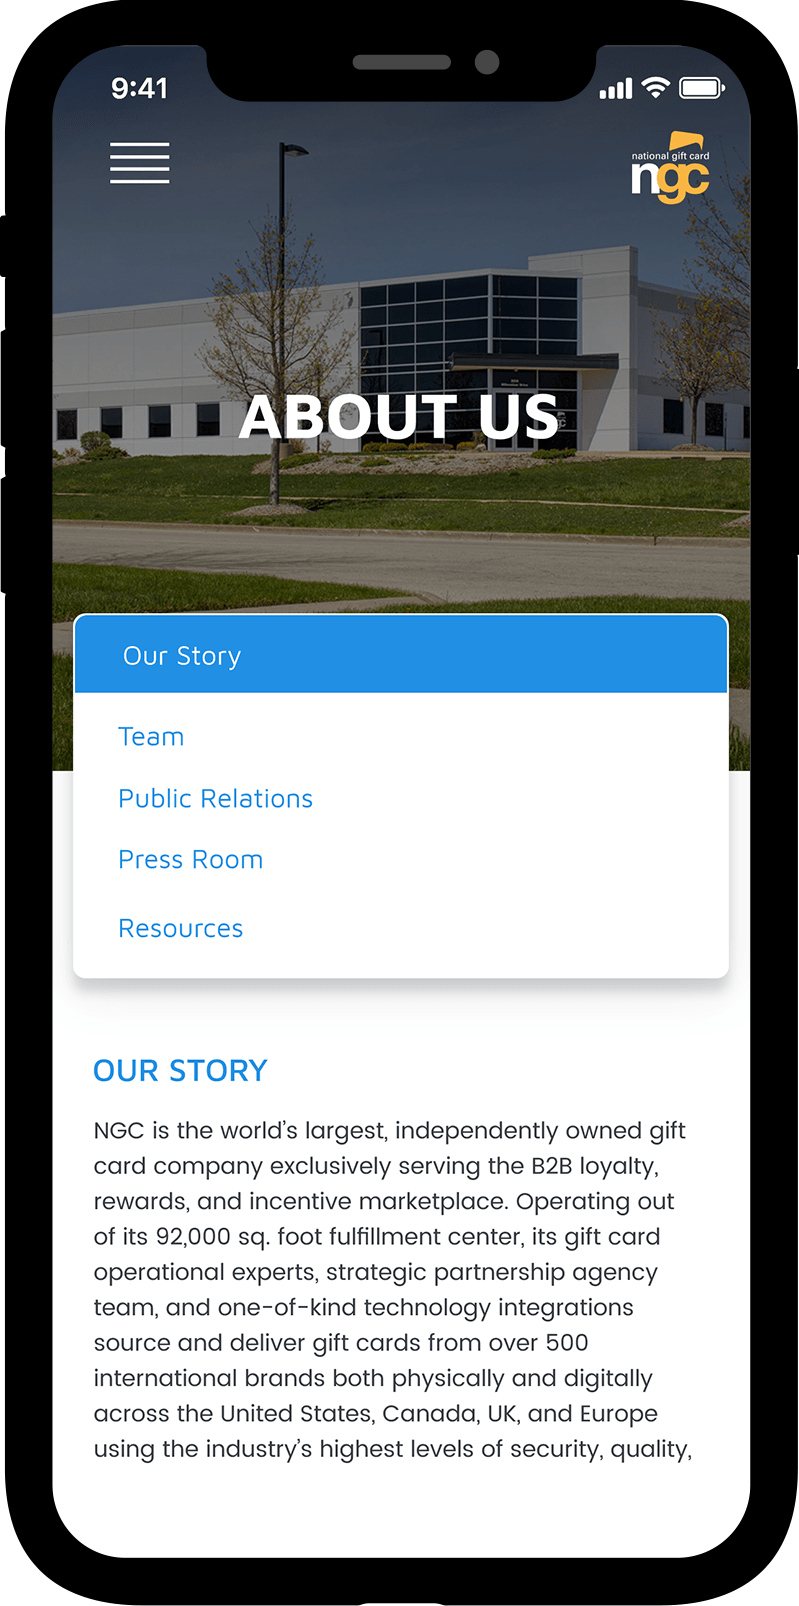 9:41
national gift card
ngc
ABOUT US
Our Story
Team
Public Relations
Press Room
Resources
OUR STORY
NGC is the world’s largest, independently owned gift
card company exclusively serving the B2B loyalty,
rewards, and incentive marketplace. Operating out
of its 92,000 sq. foot fulfillment center, its gift card
operational experts, strategic partnership agency
team, and one-of-kind technology integrations
source and deliver gift cards from over 500
international brands both physically and digitally
across the United States, Canada, UK, and Europe
using the industry’s highest levels of security, quality,